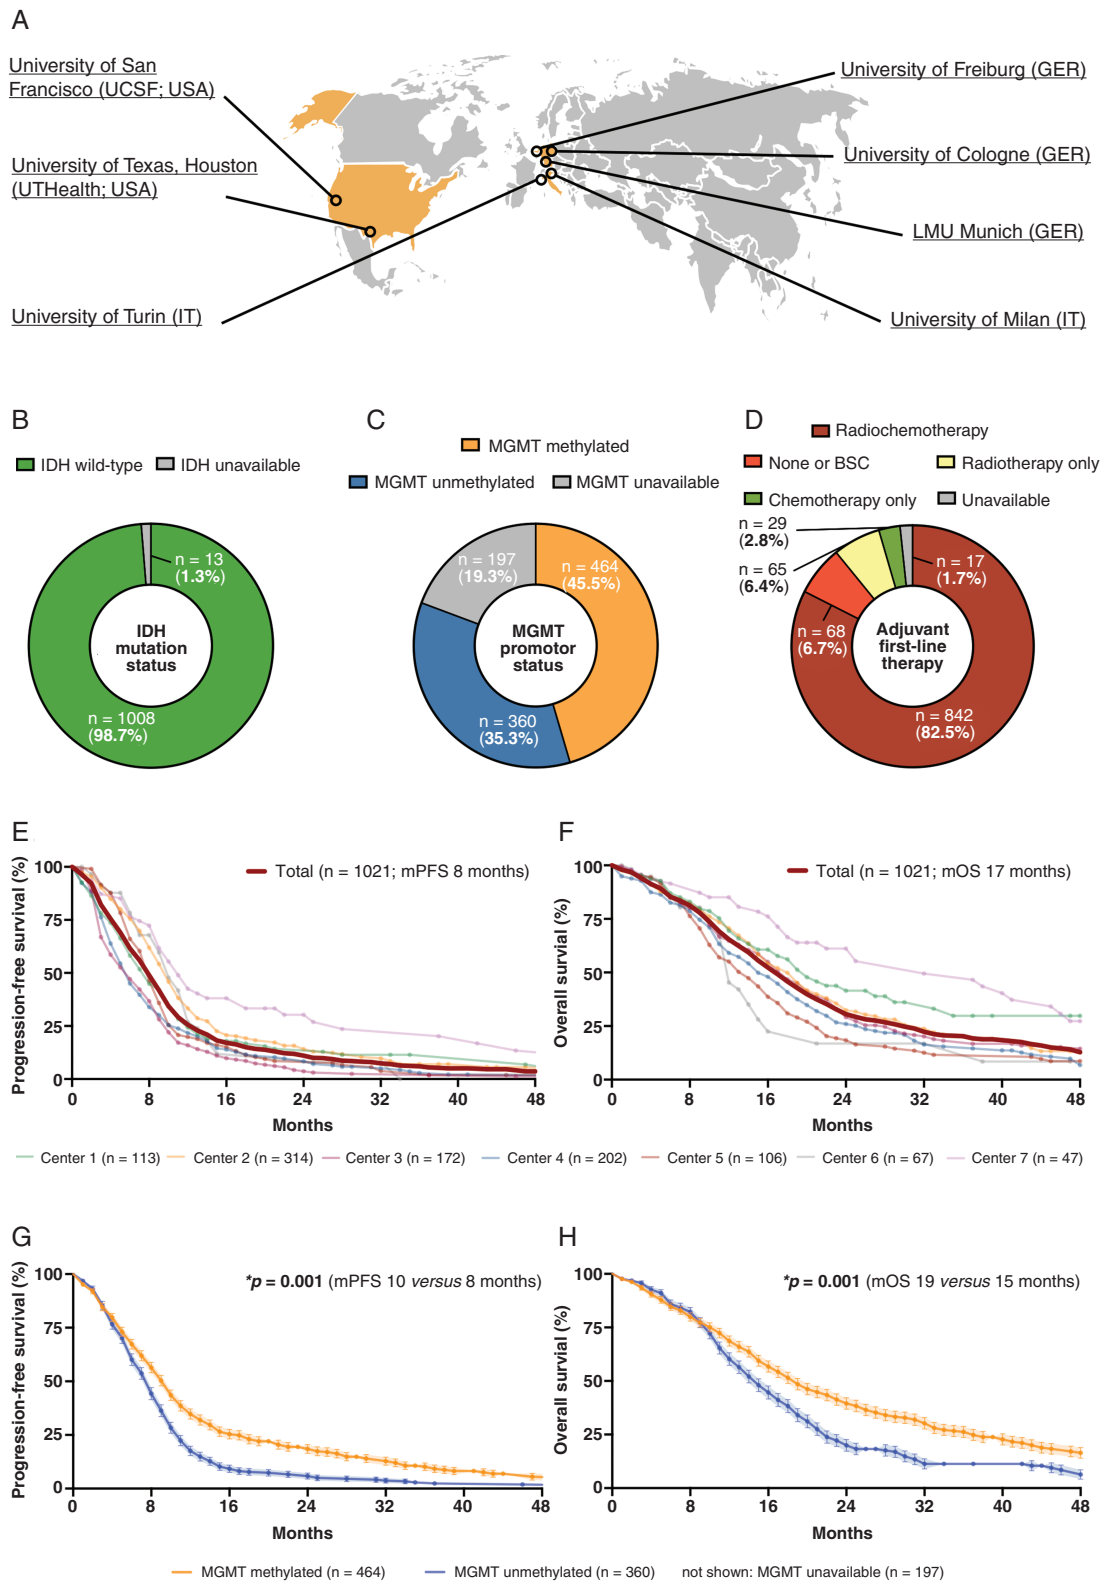 A
University of San
Francisco (UCSF; USA)
University of Texas, Houston
(UTHealth; USA)
University of Turin (IT)
University of Freiburg (GER)
University of Cologne (GER)
LMU Munich (GER)
University of Milan (IT)
B
IDH wild-type
IDH unavailable
n = 13
(1.3%)
IDH
mutation
status
n = 1008
(98.7%)
C
MGMT methylated
MGMT unmethylated
MGMT unavailable
n = 197
(19.3%)
n = 464
(45.5%)
MGMT
promotor
status
n = 360
(35.3%)
D
Radiochemotherapy
None or BSC
Radiotherapy only
Chemotherapy only
Unavailable
n = 29
(2.8%)
n = 65
(6.4%)
n = 17
(1.7%)
n = 68
(6.7%)
Adjuvant
first-line
therapy
n = 842
(82.5%)
E
Progression-free survival (%)
100
75
50
25
0
Total (n = 1021; mPFS 8 months)
0 8 16 24 32 40 48
Months
F
Overall survial (%)
100
75
50
25
0
Total (n = 1021; mOS 17 months)
0 8 16 24 32 40 48
Months
Center 1 (n = 113) Center 2 (n = 314) Center 3 (n = 172) Center 4 (n = 202) Center 5 (n = 106) Center 6 (n = 67) Center 7 (n = 47)
G
Progression-free survival (%)
100
75
50
25
0
*p = 0.001 (mPFS 10 versus 8 months)
0 8 16 24 32 40 48
Months
H
Overall survial (%)
100
75
50
25
0
*p = 0.001 (mOS 19 versus 15 months)
0 8 16 24 32 40 48
Months
MGMT methylated (n = 464) MGMT unmethylated (n = 360) not shown: MGMT unavailable (n = 197)